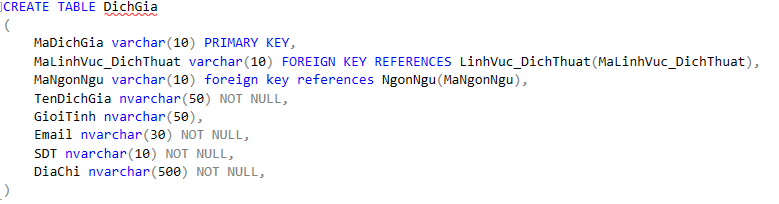 CREATE TABLE DichGia
(
MaDichGia varchar(10) PRIMARY KEY,
MaLinhVuc_DichThuat varchar(10) FOREIGN KEY REFERENCES LinhVuc_DichThuat(MaLinhVuc_DichThuat),
MaNgonNgu varchar(10) foreign key references NgonNgu(MaNgonNgu),
TenDichGia nvarchar(50) NOT NULL,
GioiTinh nvarchar(50),
Email nvarchar(30) NOT NULL,
SDT nvarchar(10) NOT NULL,
DiaChi nvarchar(500) NOT NULL,
)